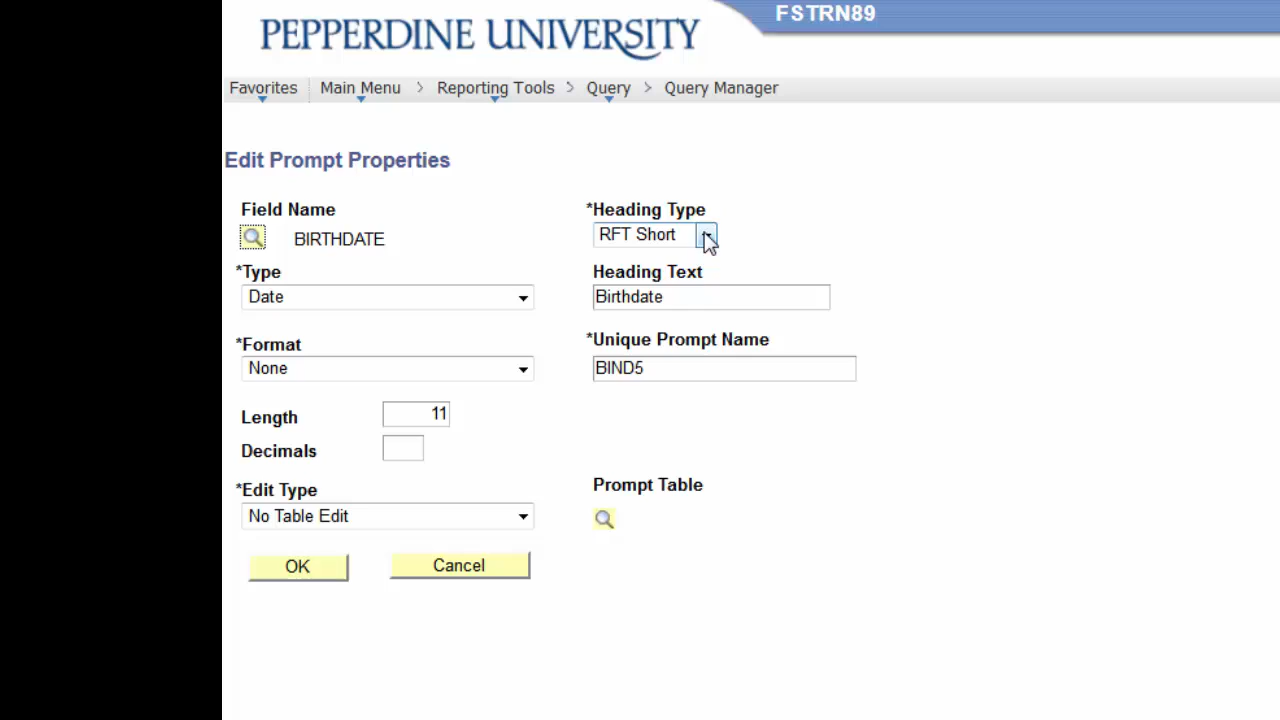 FSTRN89
PEPPERDINE UNIVERSITY
Favorites Main Menu > Reporting Tools > Query > Query Manager
Edit Prompt Properties
Field Name
BIRTHDATE
*Heading Type
RFT Short
*Type
Date
Heading Text
Birthdate
*Format
None
*Unique Prompt Name
BIND5
Length 11
Decimals
*Edit Type
No Table Edit
Prompt Table
OK Cancel